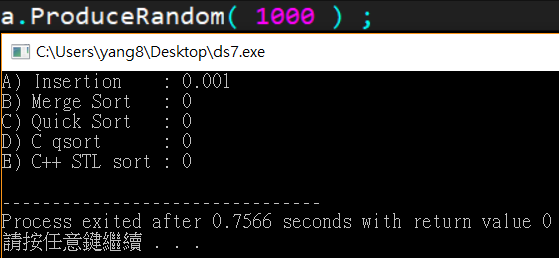 a.ProduceRandom( 1000 ) ;
C:\Users\yang8\Desktop\ds7.exe
A) Insertion : 0.001
B) Merge Sort : 0
C) Quick Sort : 0
D) C qsort : 0
E) C++ STL sort : 0
--------------------------------
Process exited after 0.7566 seconds with return value 0
請按任意鍵繼續 . . .